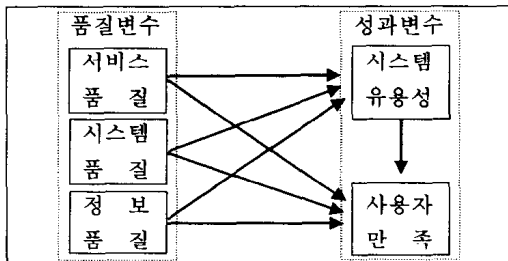 품질변수
서비스
품 질
시스템
품 질
정 보
품 질
성과변수
시스템
유용성
사용자
만 족